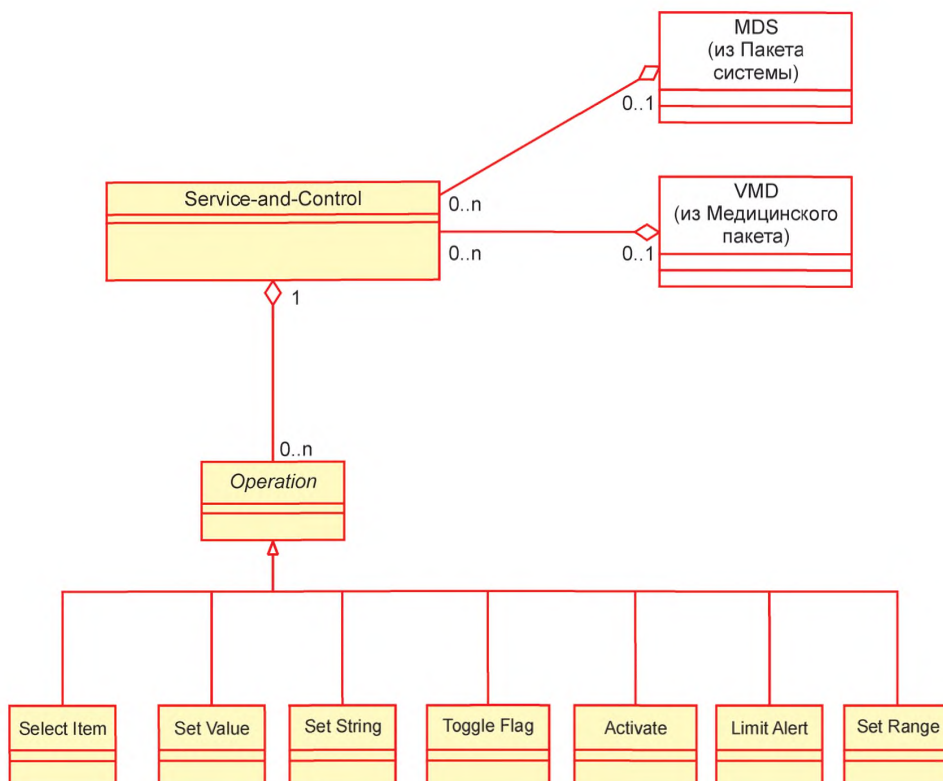 MDS
(из Пакета
системы)
0..1
Service-and-Control
0..n
VMD
(из Медицинского
пакета)
0..n
0..1
1
0..n
Operation
Select Item
Set Value
Set String
Toggle Flag
Activate
Limit Alert
Set Range